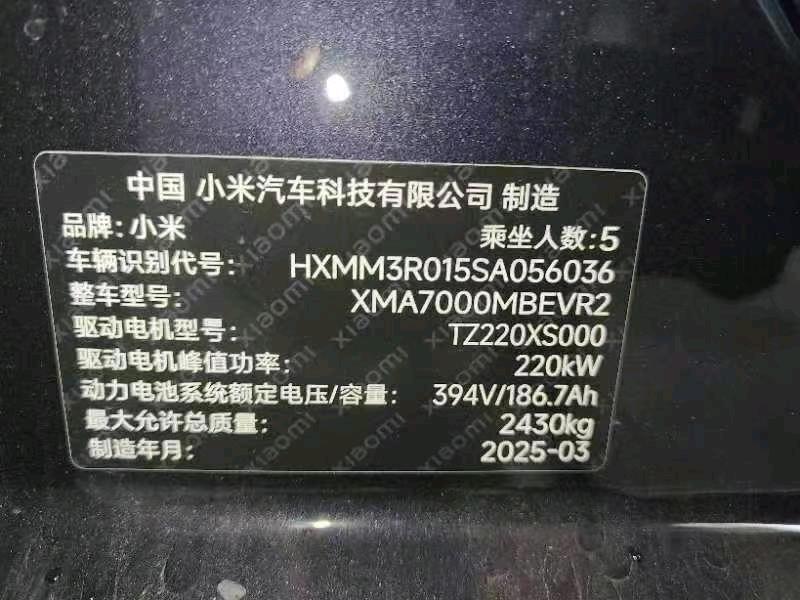 中国 小米汽车科技有限公司 制造
品牌: 小米 乘坐人数: 5
车辆识别代号: HXMM3R015SA056036
整车型号: XMA7000MBEVR2
驱动电机型号: TZ220XS000
驱动电机峰值功率: 220kW
动力电池系统额定电压/容量: 394V/186.7Ah
最大允许总质量: 2430kg
制造年月: 2025-03